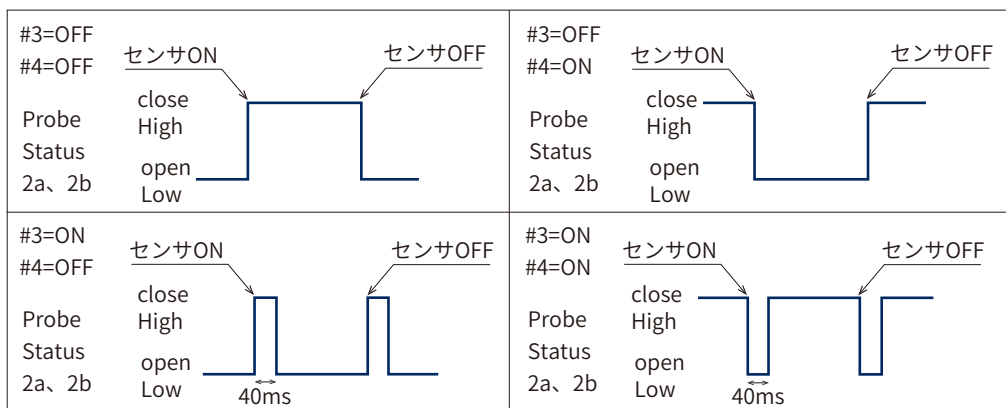 #3=OFF
#4=OFF
センサON
センサOFF
Probe
Status
2a、2b
close
High
open
Low
#3=OFF
#4=ON
センサON
センサOFF
Probe
Status
2a、2b
close
High
open
Low
#3=ON
#4=OFF
センサON
センサOFF
Probe
Status
2a、2b
close
High
open
Low
40ms
#3=ON
#4=ON
センサON
センサOFF
Probe
Status
2a、2b
close
High
open
Low
40ms